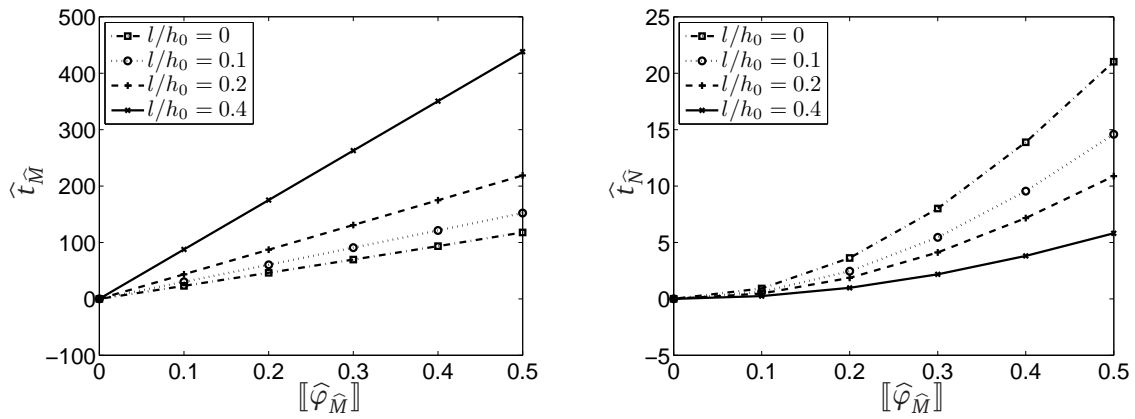 500
400
300
200
100
0
−100
0 0.1 0.2 0.3 0.4 0.5
l/h₀ = 0
l/h₀ = 0.1
l/h₀ = 0.2
l/h₀ = 0.4
t̂_M̂
⟦φ̂_M̂⟧
25
20
15
10
5
0
−5
0 0.1 0.2 0.3 0.4 0.5
l/h₀ = 0
l/h₀ = 0.1
l/h₀ = 0.2
l/h₀ = 0.4
t̂_N̂
⟦φ̂_M̂⟧